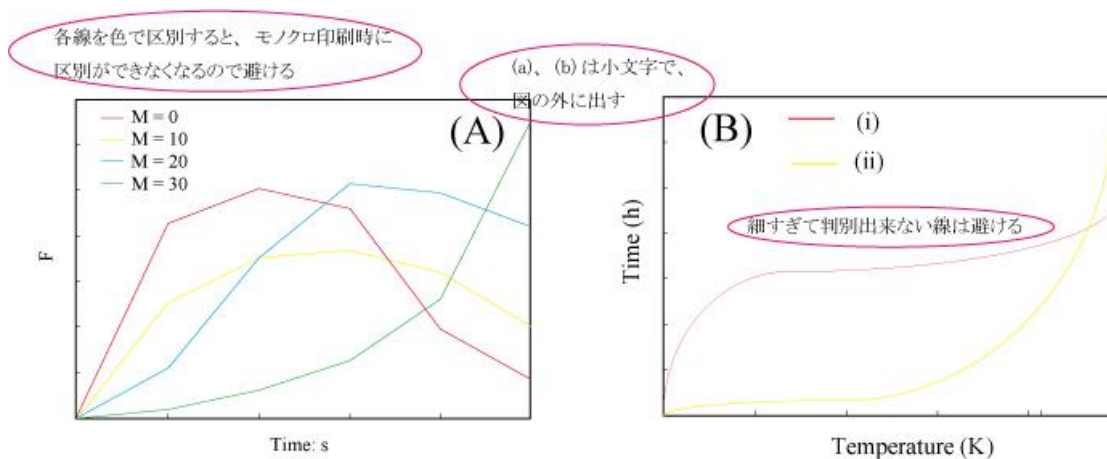 各線を色で区別すると、モノクロ印刷時に
区別ができなくなるので避ける
(a)、(b)は小文字で、
図の外に出す
M = 0
M = 10
M = 20
M = 30
(A)
F
Time: s
(B)
(i)
(ii)
細すぎて判別出来ない線は避ける
Time (h)
Temperature (K)